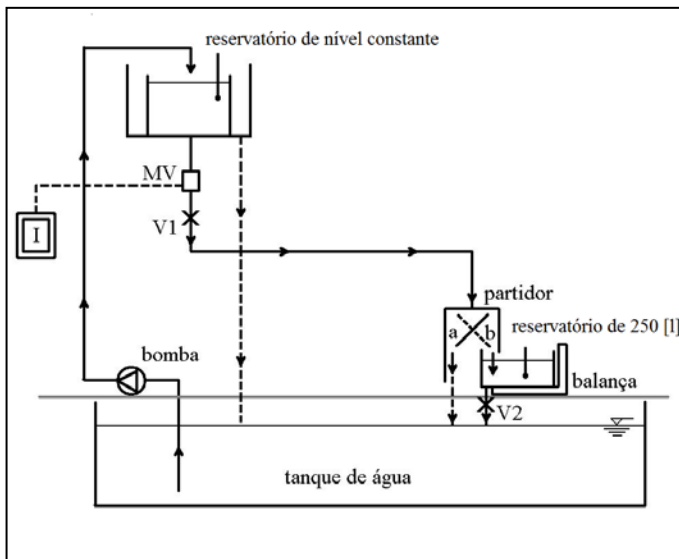 reservatório de nível constante
MV
I
V1
partidor
a b
reservatório de 250 [l]
bomba
balança
V2
tanque de água